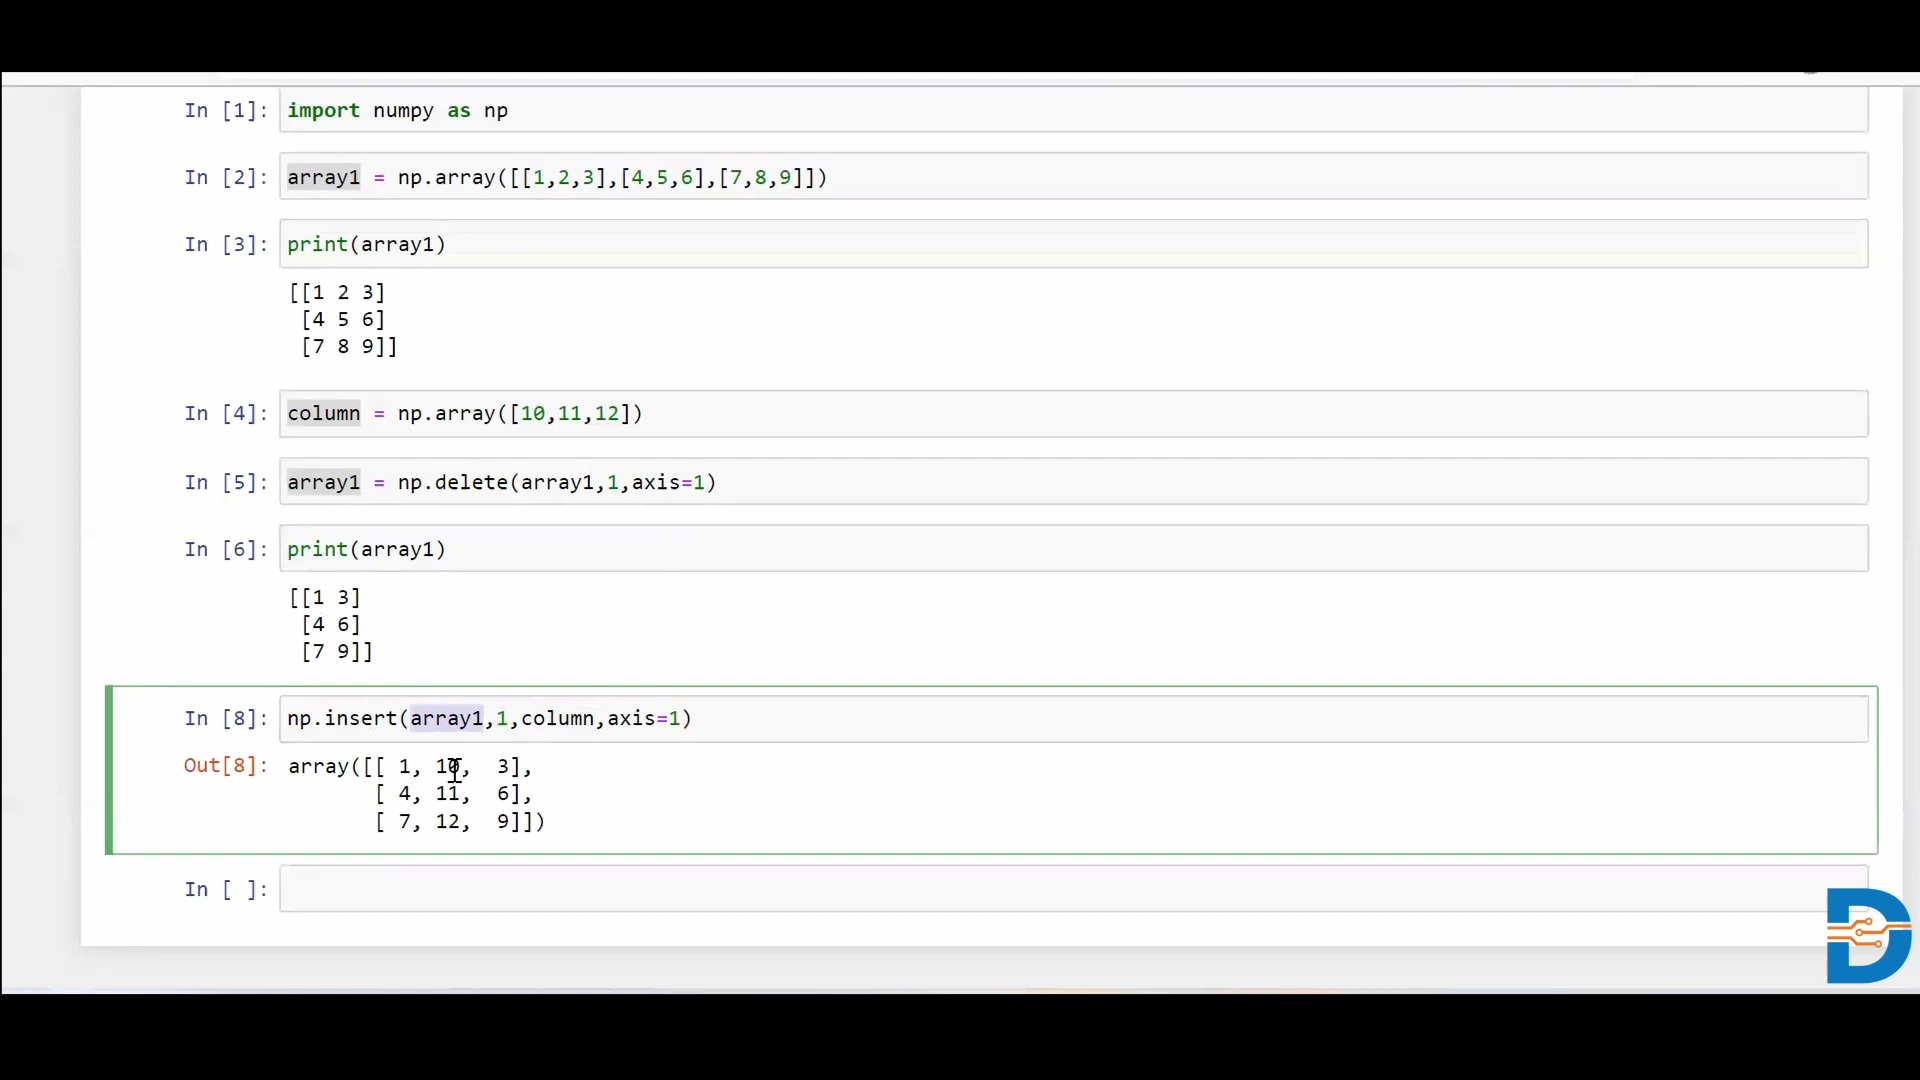 In [1]: import numpy as np
In [2]: array1 = np.array([[1,2,3],[4,5,6],[7,8,9]])
In [3]: print(array1)
[[1 2 3]
 [4 5 6]
 [7 8 9]]
In [4]: column = np.array([10,11,12])
In [5]: array1 = np.delete(array1,1,axis=1)
In [6]: print(array1)
[[1 3]
 [4 6]
 [7 9]]
In [8]: np.insert(array1,1,column,axis=1)
Out[8]: array([[ 1, 10,  3],
       [ 4, 11,  6],
       [ 7, 12,  9]])
In [ ]:
D